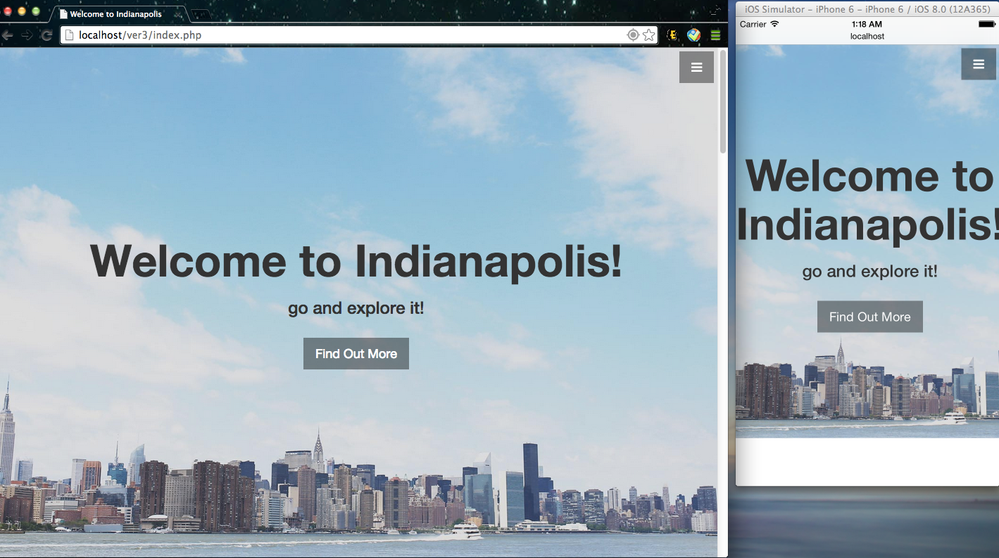 Welcome to Indianapolis
localhost/ver3/index.php
Welcome to Indianapolis!
go and explore it!
Find Out More
iOS Simulator – iPhone 6 – iPhone 6 / iOS 8.0 (12A365)
Carrier
1:18 AM
localhost
Welcome to
Indianapolis!
go and explore it!
Find Out More